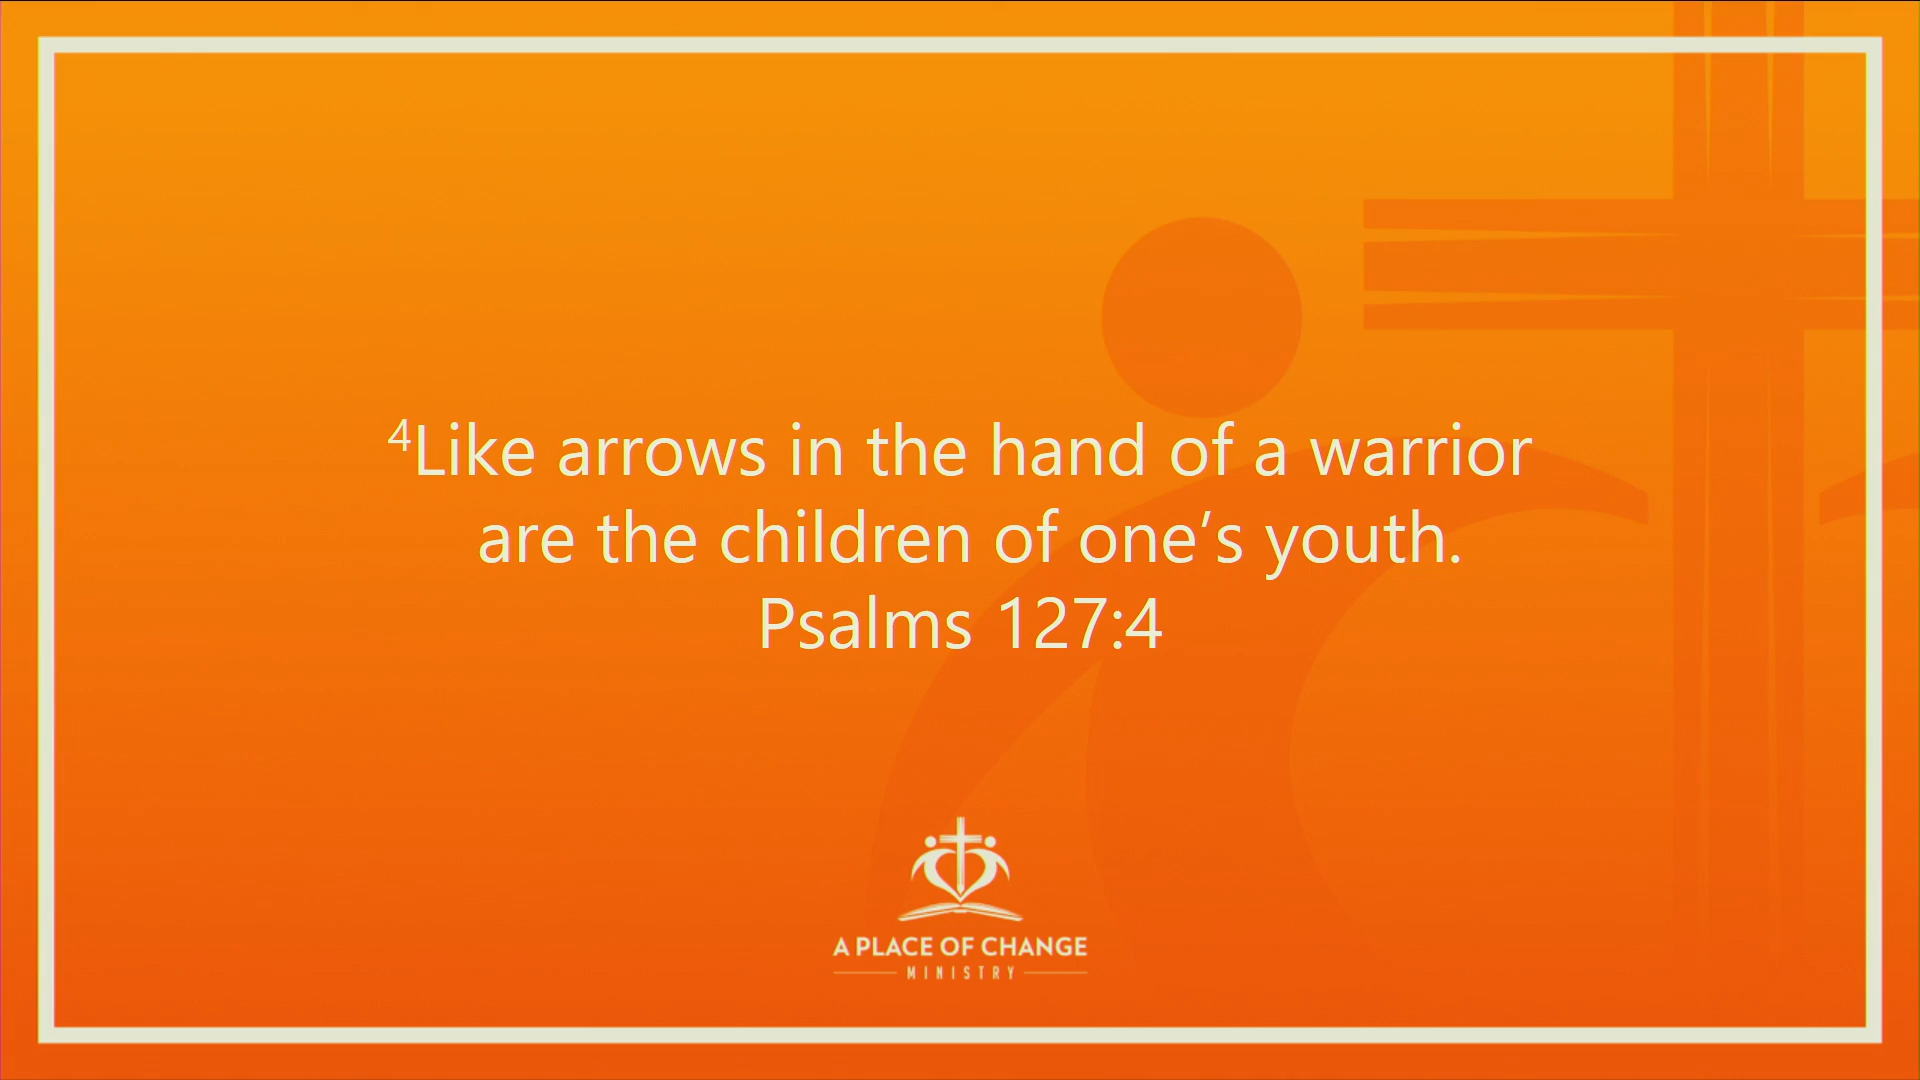 ⁴Like arrows in the hand of a warrior
are the children of one’s youth.
Psalms 127:4
A PLACE OF CHANGE
MINISTRY